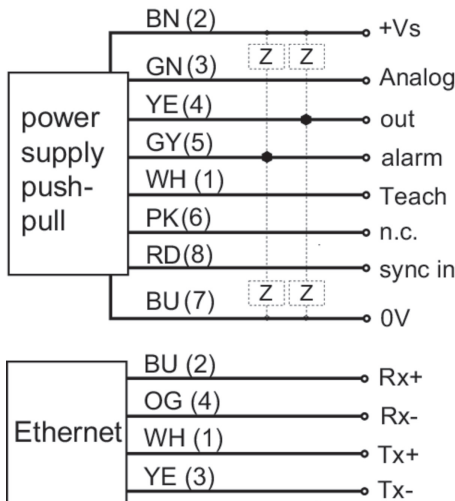 BN (2)
+Vs
Z Z
GN (3)
Analog
YE (4)
out
power
supply
push-
pull
GY(5)
alarm
WH (1)
Teach
PK(6)
n.c.
RD(8)
sync in
Z Z
BU (7)
0V
BU (2)
Rx+
OG (4)
Rx-
Ethernet
WH (1)
Tx+
YE (3)
Tx-